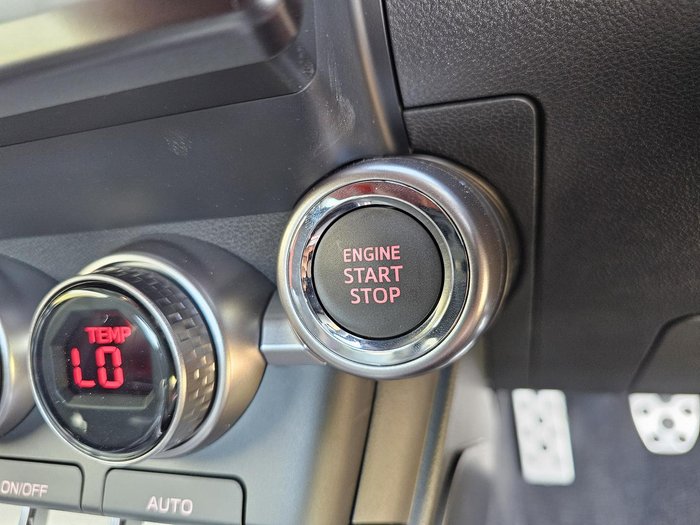 ENGINE
START
STOP
TEMP
LO
ON/OFF
AUTO